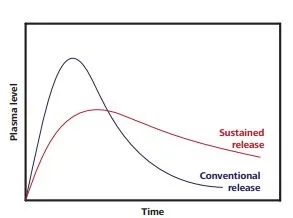 Plasma level
Sustained
release
Conventional
release
Time